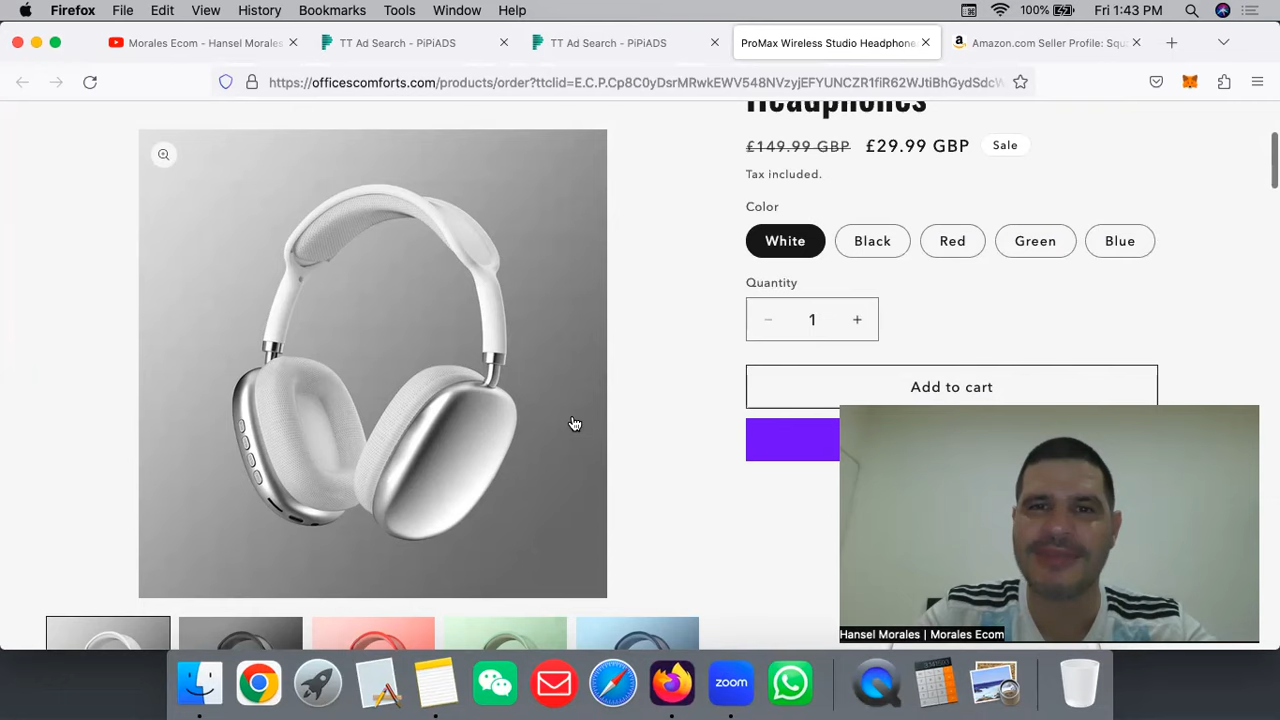 Firefox File Edit View History Bookmarks Tools Window Help 100% Fri 1:43 PM
Morales Ecom - Hansel Morales
TT Ad Search - PiPiADS
TT Ad Search - PiPiADS
ProMax Wireless Studio Headphone
Amazon.com Seller Profile: Squ
https://officescomforts.com/products/order?ttclid=E.C.P.Cp8C0yDsrMRwkEWV548NVzyjEFYUNCZR1fiR62WJtiBhGydSdcW
Headphones
£149.99 GBP £29.99 GBP Sale
Tax included.
Color
White Black Red Green Blue
Quantity
− 1 +
Add to cart
Hansel Morales | Morales Ecom
zoom